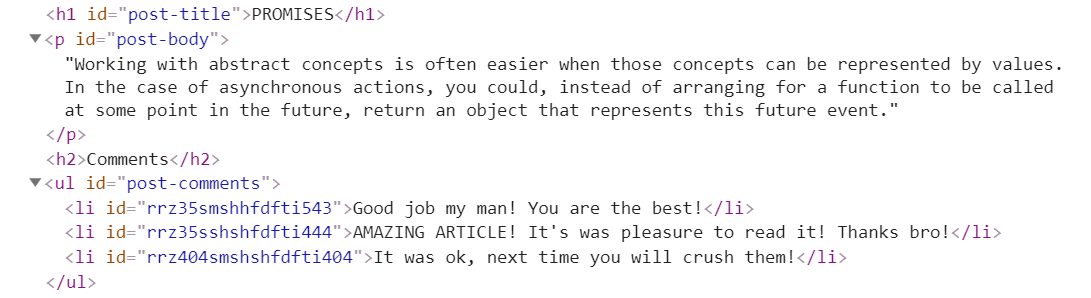 <h1 id="post-title">PROMISES</h1>
▼<p id="post-body">
"Working with abstract concepts is often easier when those concepts can be represented by values.
In the case of asynchronous actions, you could, instead of arranging for a function to be called
at some point in the future, return an object that represents this future event."
</p>
<h2>Comments</h2>
▼<ul id="post-comments">
<li id="rrz35smshhfdfti543">Good job my man! You are the best!</li>
<li id="rrz35sshshfdfti444">AMAZING ARTICLE! It's was pleasure to read it! Thanks bro!</li>
<li id="rrz404smshshfdfti404">It was ok, next time you will crush them!</li>
</ul>